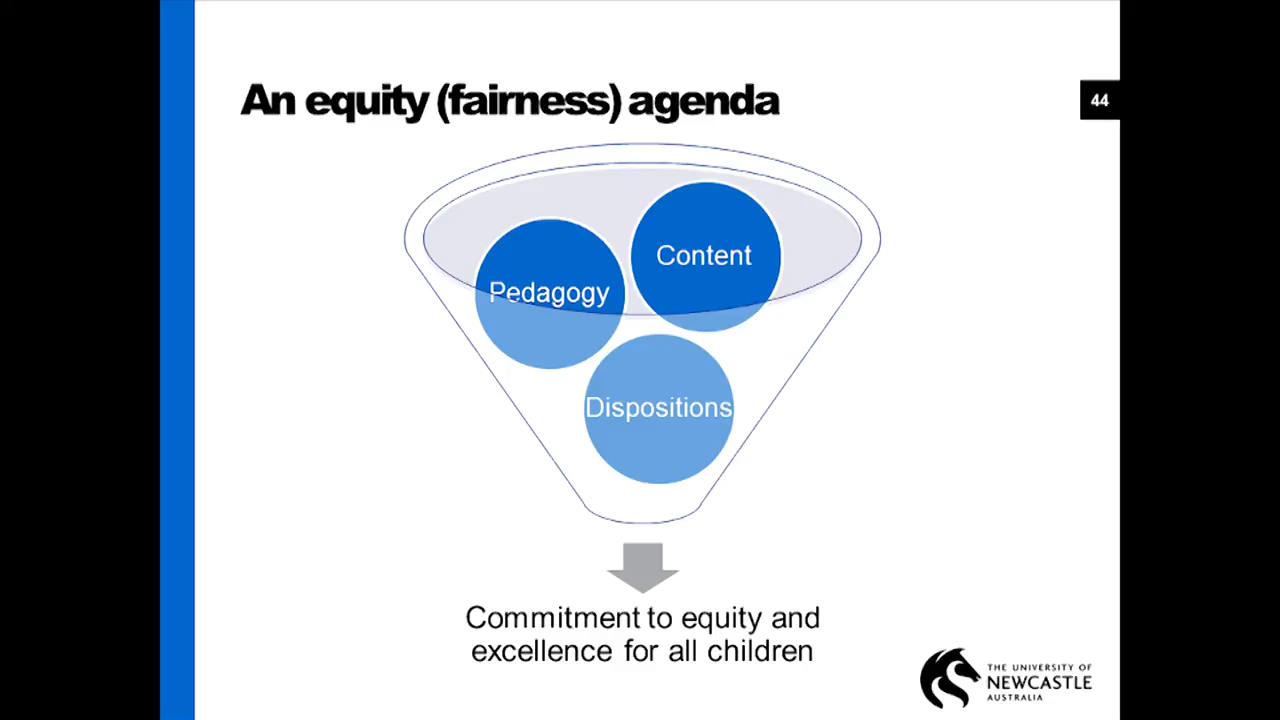 An equity (fairness) agenda
44
Content
Pedagogy
Dispositions
Commitment to equity and
excellence for all children
THE UNIVERSITY OF
NEWCASTLE
AUSTRALIA